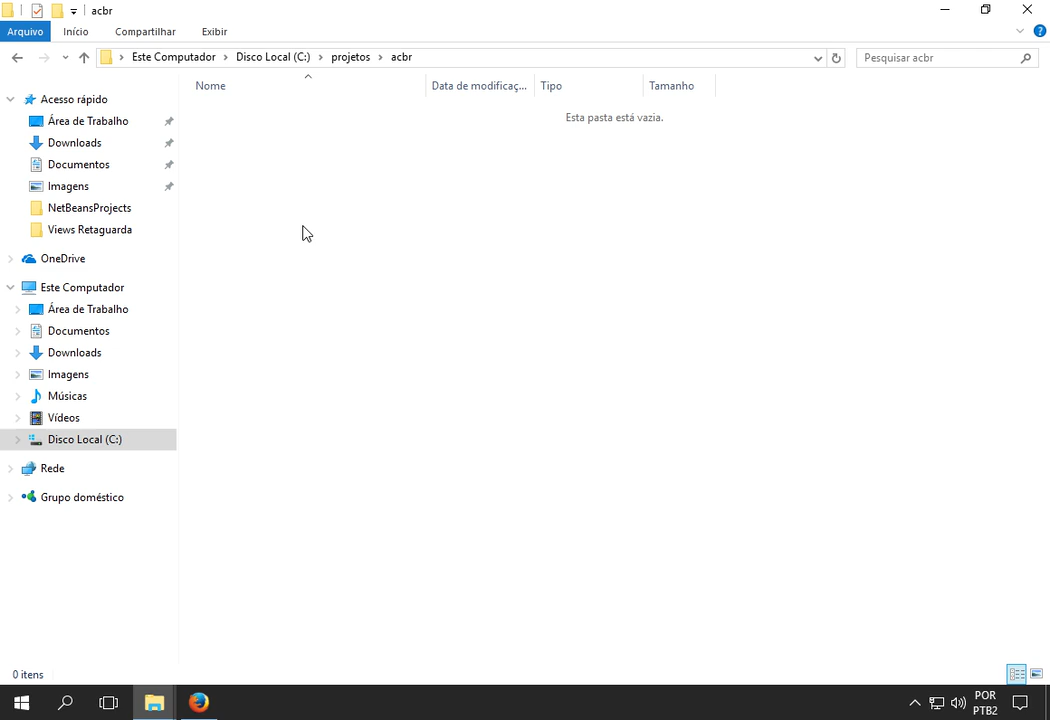 acbr
Arquivo Início Compartilhar Exibir
Este Computador Disco Local (C:) projetos acbr
Pesquisar acbr
Nome Data de modificaç... Tipo Tamanho
Esta pasta está vazia.
Acesso rápido
Área de Trabalho
Downloads
Documentos
Imagens
NetBeansProjects
Views Retaguarda
OneDrive
Este Computador
Área de Trabalho
Documentos
Downloads
Imagens
Músicas
Vídeos
Disco Local (C:)
Rede
Grupo doméstico
0 itens
POR
PTB2